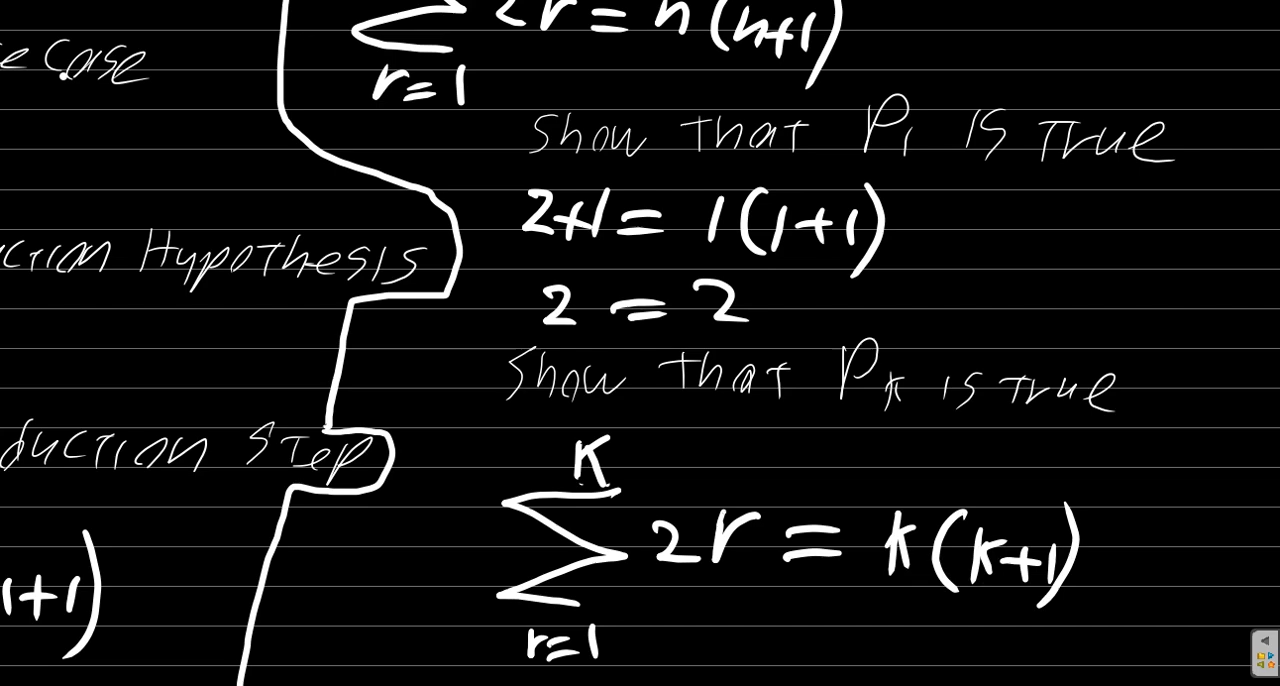 2r = n(n+1)
r=1
e case
Show that P₁ is true
2+1 = 1(1+1)
ction Hypothesis
2 = 2
Show that Pₖ is true
duction Step
K
∑ 2r = k(k+1)
r=1
1+1)